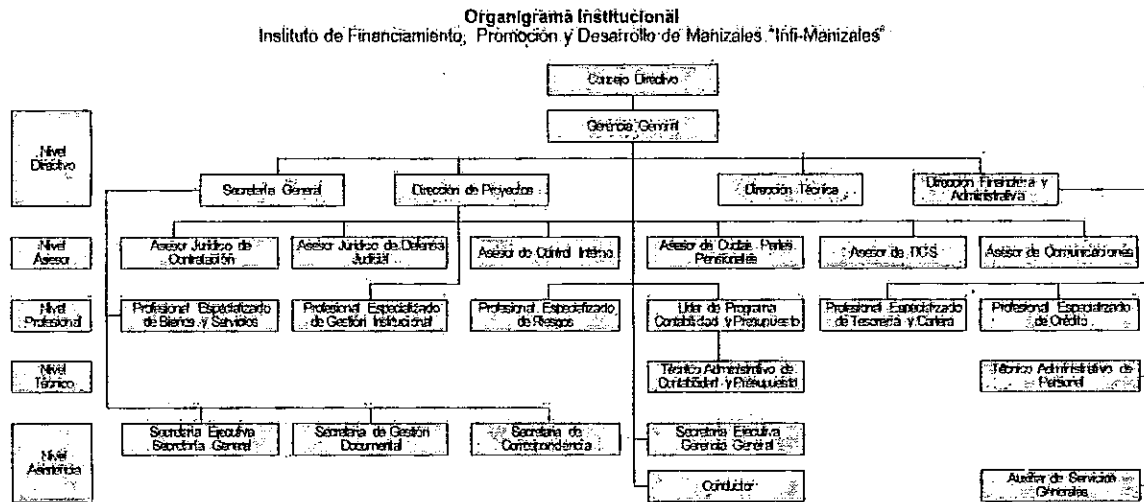 Organigrama Institucional
Instituto de Financiamiento, Promoción y Desarrollo de Manizales "Infi-Manizales"
Consejo Directivo
Gerencia General
Nivel
Directivo
Secretaría General
Dirección de Proyectos
Dirección Técnica
Dirección Financiera y
Administrativa
Nivel
Asesor
Asesor Jurídico de
Contratación
Asesor Jurídico de Defensa
Judicial
Asesor de Control Interno
Asesor de Cuotas Partes
Pensionales
Asesor de TICS
Asesor de Comunicaciones
Nivel
Profesional
Profesional Especializado
de Bienes y Servicios
Profesional Especializado
de Gestión Institucional
Profesional Especializado
de Riesgos
Líder de Programa
Contabilidad y Presupuesto
Profesional Especializado
de Tesorería y Cartera
Profesional Especializado
de Crédito
Nivel
Técnico
Técnico Administrativo de
Contabilidad y Presupuesto
Técnico Administrativo de
Personal
Nivel
Asistencial
Secretaria Ejecutiva
Secretaría General
Secretaria de Gestión
Documental
Secretaria de
Correspondencia
Secretaria Ejecutiva
Gerencia General
Conductor
Auxiliar de Servicios
Generales